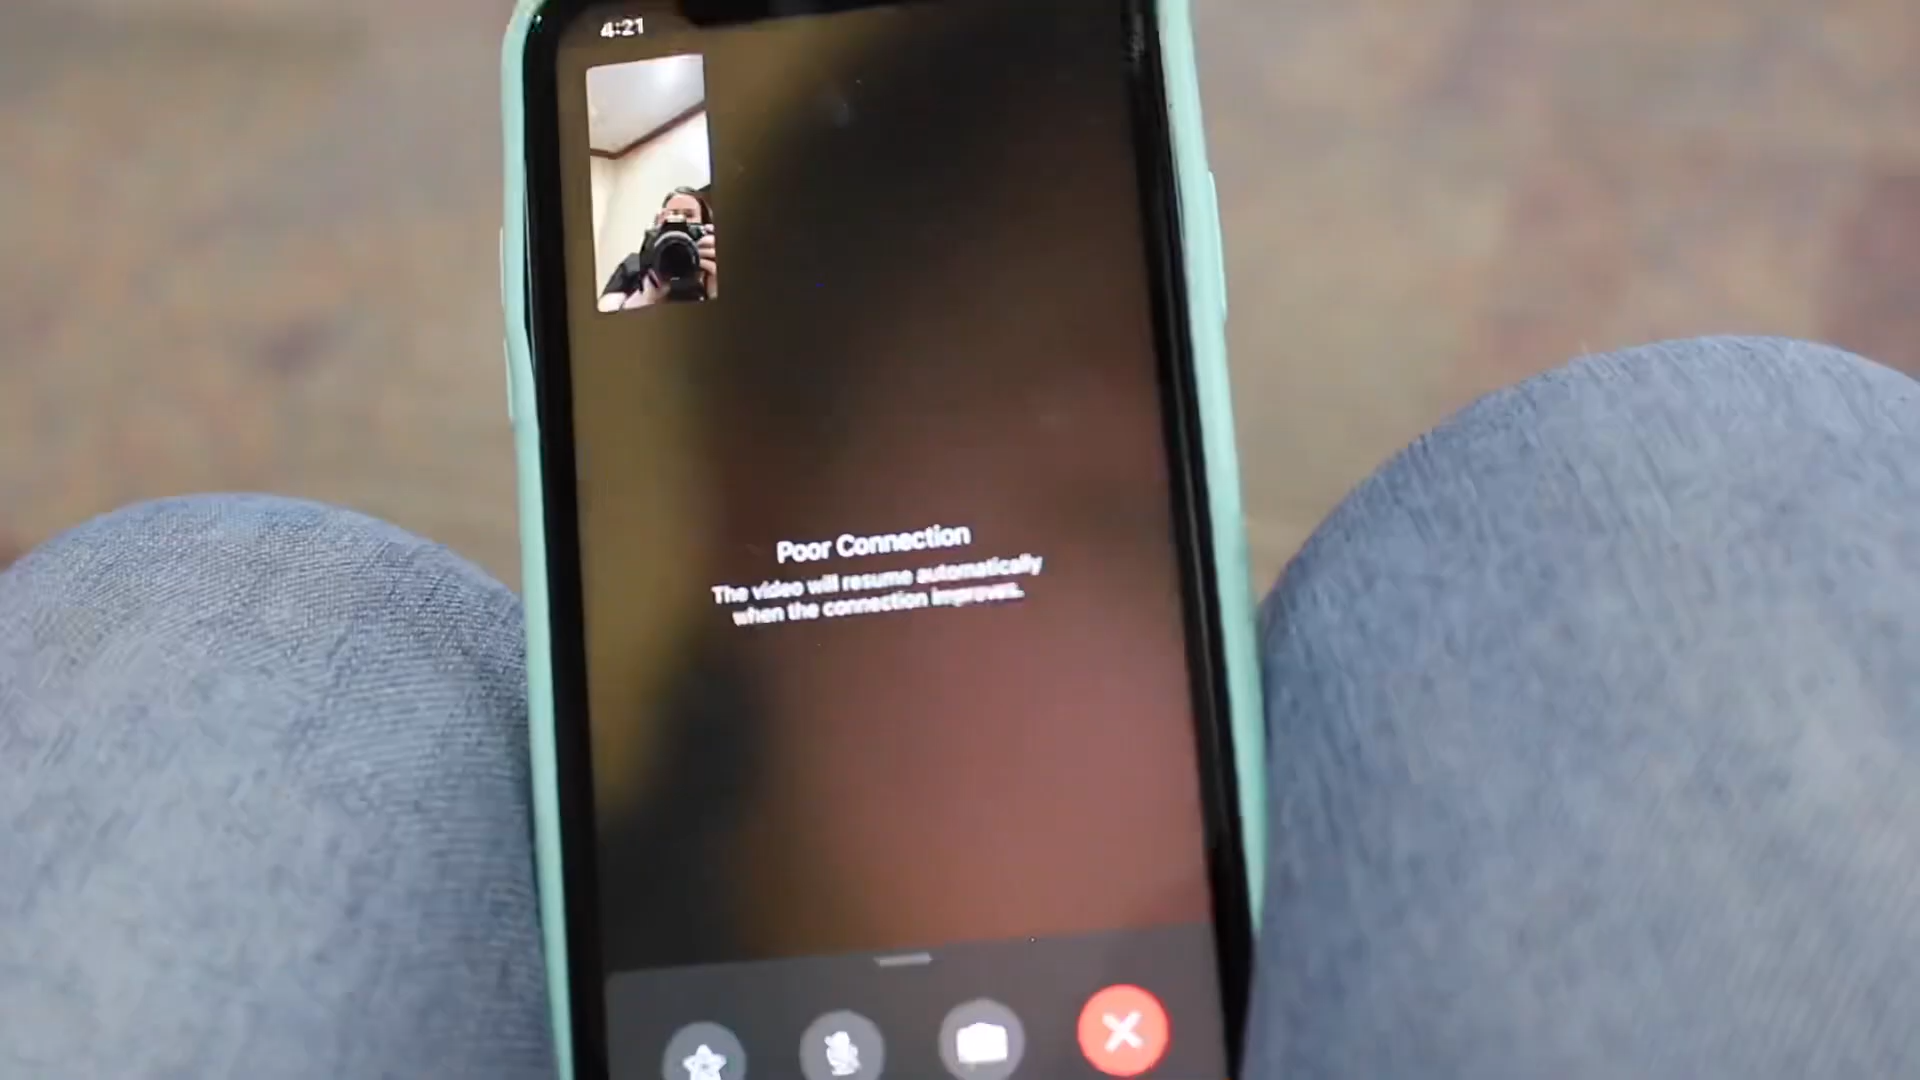 4:21
Poor Connection
The video will resume automatically
when the connection improves.